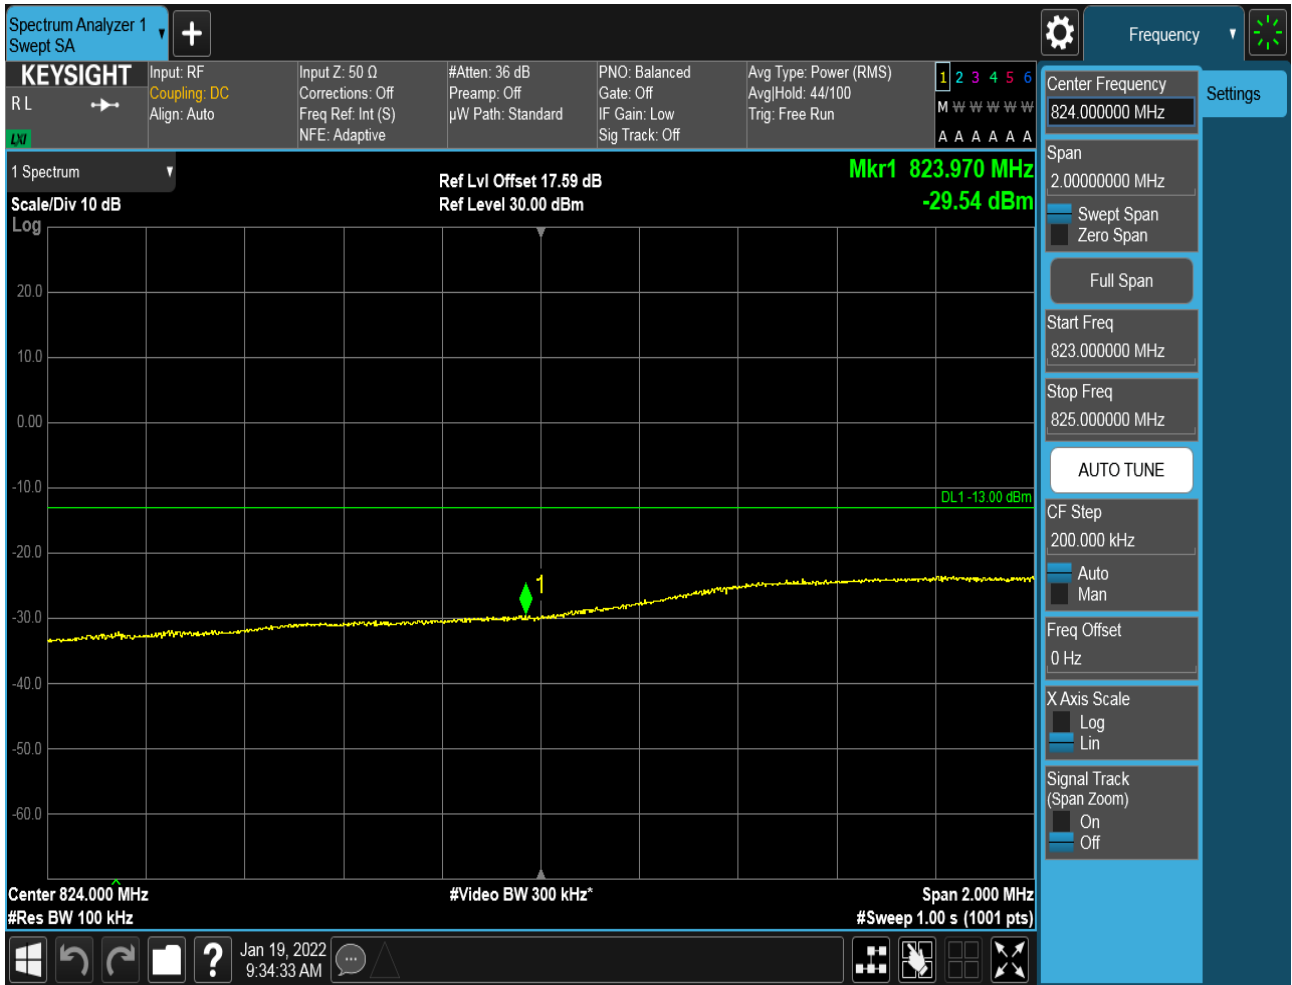 Spectrum Analyzer 1
Swept SA
+
Frequency
KEYSIGHT
R L
LXI
Input: RF
Coupling: DC
Align: Auto
Input Z: 50 Ω
Corrections: Off
Freq Ref: Int (S)
NFE: Adaptive
#Atten: 36 dB
Preamp: Off
µW Path: Standard
PNO: Balanced
Gate: Off
IF Gain: Low
Sig Track: Off
Avg Type: Power (RMS)
Avg|Hold: 44/100
Trig: Free Run
1 2 3 4 5 6
M W W W W W
A A A A A A
1 Spectrum
Scale/Div 10 dB
Log
Ref Lvl Offset 17.59 dB
Ref Level 30.00 dBm
Mkr1 823.970 MHz
-29.54 dBm
20.0
10.0
0.00
-10.0
-20.0
-30.0
-40.0
-50.0
-60.0
DL1 -13.00 dBm
1
Center 824.000 MHz
#Res BW 100 kHz
#Video BW 300 kHz*
Span 2.000 MHz
#Sweep 1.00 s (1001 pts)
Center Frequency
824.000000 MHz
Settings
Span
2.00000000 MHz
Swept Span
Zero Span
Full Span
Start Freq
823.000000 MHz
Stop Freq
825.000000 MHz
AUTO TUNE
CF Step
200.000 kHz
Auto
Man
Freq Offset
0 Hz
X Axis Scale
Log
Lin
Signal Track
(Span Zoom)
On
Off
?
Jan 19, 2022
9:34:33 AM